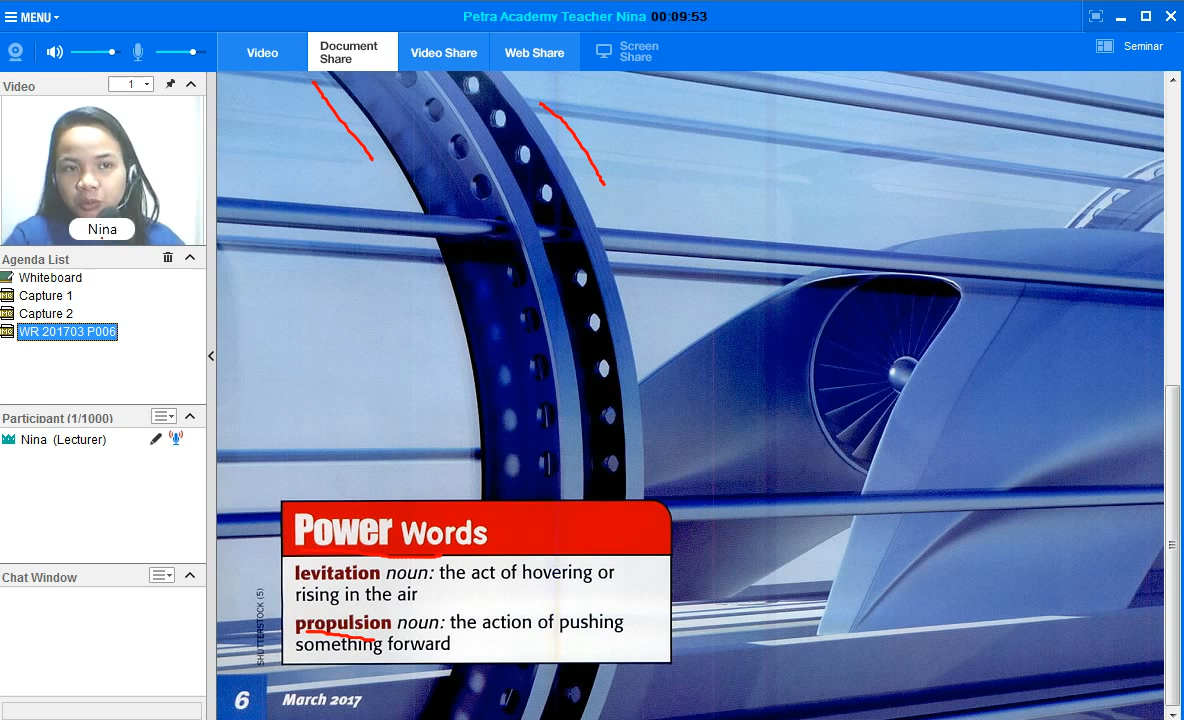 MENU
Petra Academy Teacher Nina 00:09:53
Video
Document
Share
Video Share
Web Share
Screen
Share
Seminar
Video
1
Nina
Agenda List
Whiteboard
Capture 1
Capture 2
WR 201703 P006
Participant (1/1000)
Nina (Lecturer)
Chat Window
Power Words
levitation noun: the act of hovering or
rising in the air
propulsion noun: the action of pushing
something forward
SHUTTERSTOCK (5)
6
March 2017